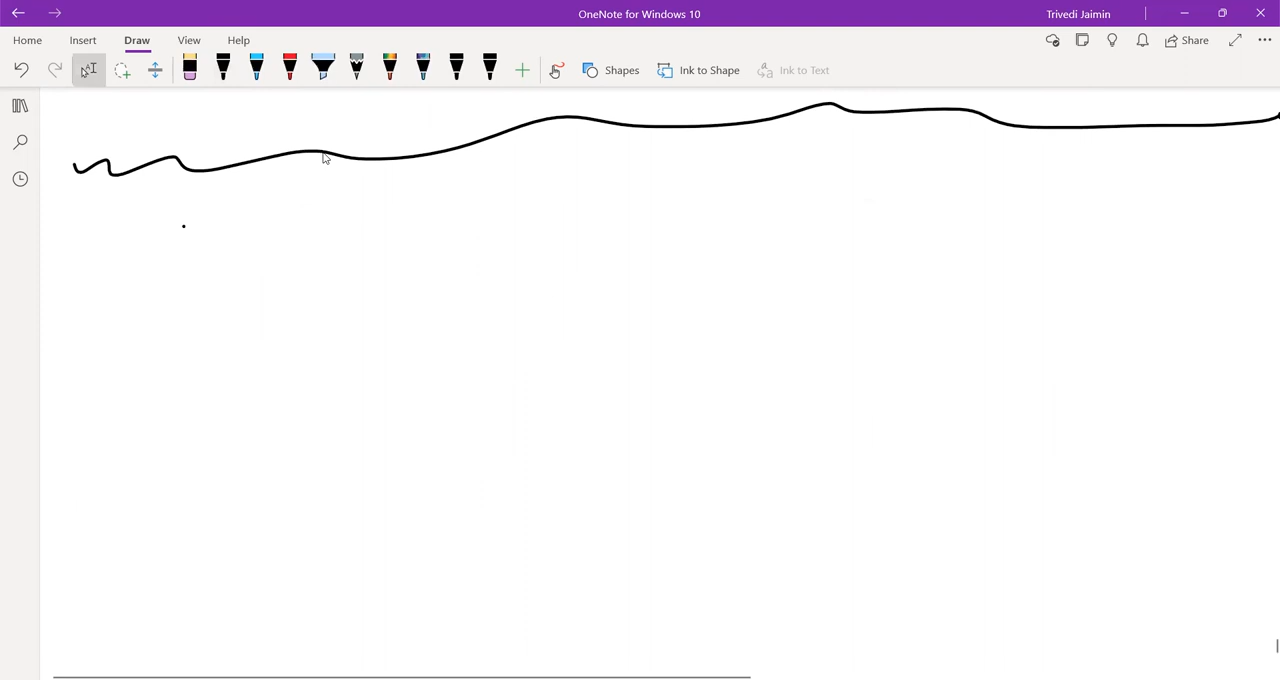 OneNote for Windows 10
Trivedi Jaimin
Home Insert Draw View Help
Share
Shapes Ink to Shape Ink to Text